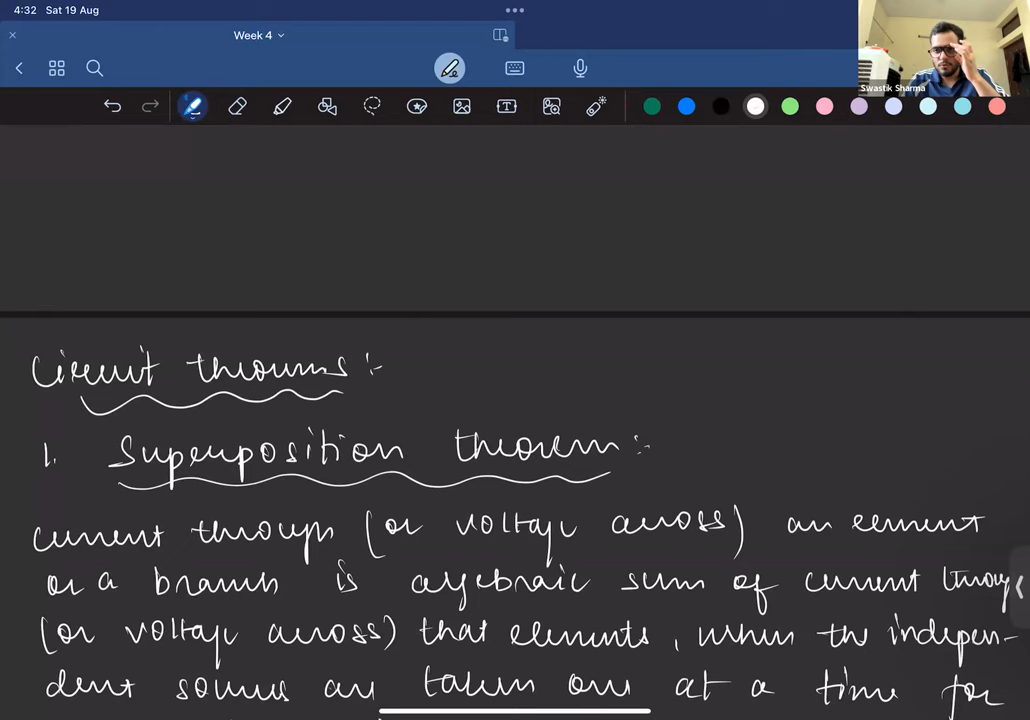 4:32 Sat 19 Aug
Week 4
Swastik Sharma
Circuit theorems :-
1. Superposition theorem :-
current through (or voltage across) an element
or a branch is algebraic sum of current through
(or voltage across) that elements, when the indepen-
dent sources are taken one at a time for